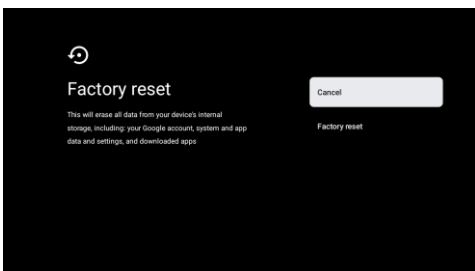 Factory reset
This will erase all data from your device's internal
storage, including: your Google account, system and app
data and settings, and downloaded apps
Cancel
Factory reset